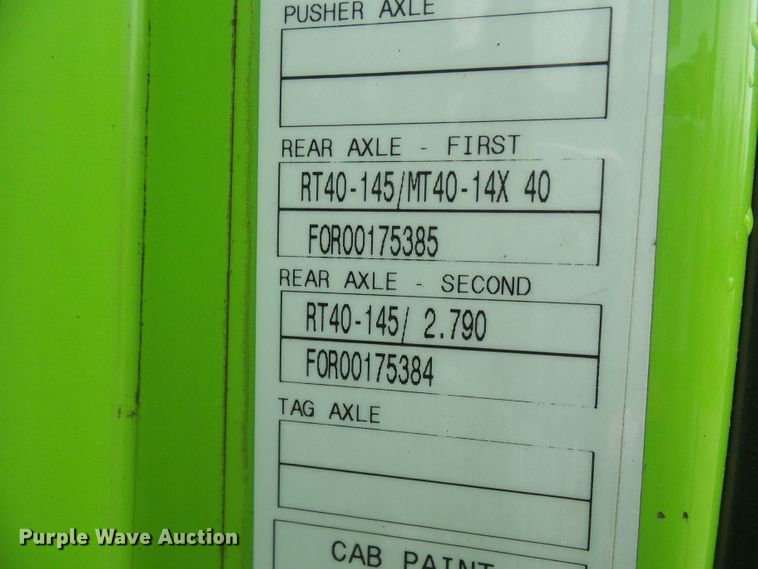 PUSHER AXLE
REAR AXLE - FIRST
RT40-145/MT40-14X 40
FOR00175385
REAR AXLE - SECOND
RT40-145/ 2.790
FOR00175384
TAG AXLE
CAB PAINT
Purple Wave Auction